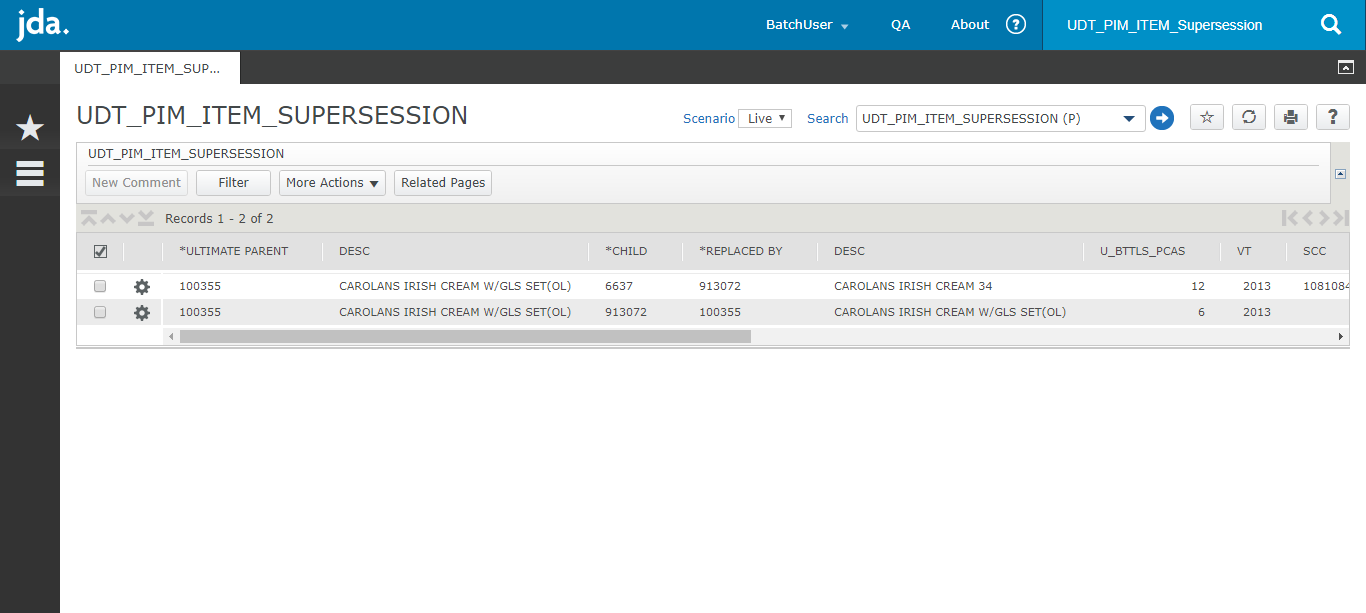 jda.
BatchUser QA About ? UDT_PIM_ITEM_Supersession
UDT_PIM_ITEM_SUP...
UDT_PIM_ITEM_SUPERSESSION
Scenario Live Search UDT_PIM_ITEM_SUPERSESSION (P) ?
UDT_PIM_ITEM_SUPERSESSION
New Comment Filter More Actions Related Pages
Records 1 - 2 of 2
*ULTIMATE PARENT DESC *CHILD *REPLACED BY DESC U_BTTLS_PCAS VT SCC
100355 CAROLANS IRISH CREAM W/GLS SET(OL) 6637 913072 CAROLANS IRISH CREAM 34 12 2013 1081084
100355 CAROLANS IRISH CREAM W/GLS SET(OL) 913072 100355 CAROLANS IRISH CREAM W/GLS SET(OL) 6 2013